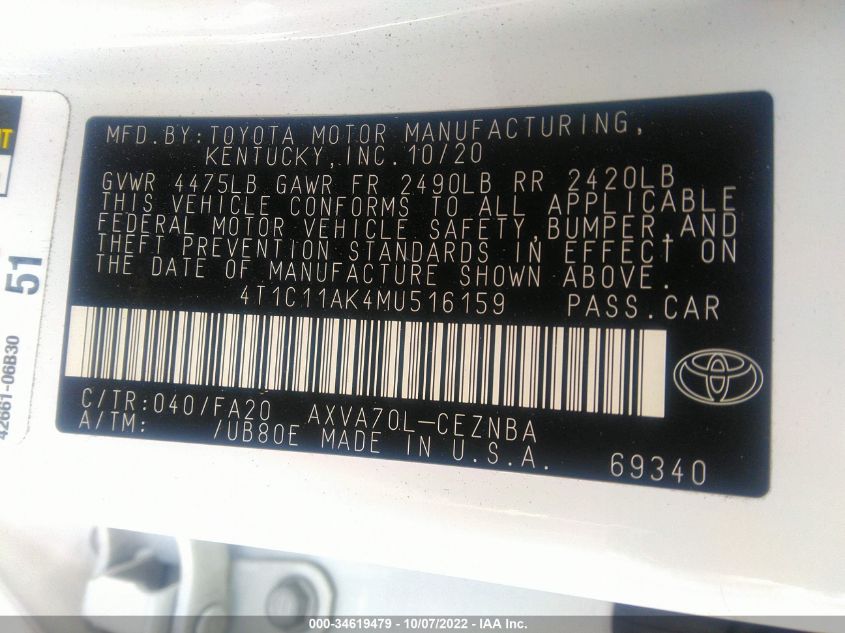 MFD.BY:TOYOTA MOTOR MANUFACTURING,
KENTUCKY,INC.10/20
GVWR 4475LB GAWR FR 2490LB RR 2420LB
THIS VEHICLE CONFORMS TO ALL APPLICABLE
FEDERAL MOTOR VEHICLE SAFETY,BUMPER,AND
THEFT PREVENTION STANDARDS IN EFFECT ON
THE DATE OF MANUFACTURE SHOWN ABOVE.
4T1C11AK4MU516159 PASS.CAR
C/TR:040/FA20 AXVA70L-CEZNBA
A/TM: /UB80E MADE IN U.S.A.
69340
51
42661-06B30
000-34619479 - 10/07/2022 - IAA Inc.